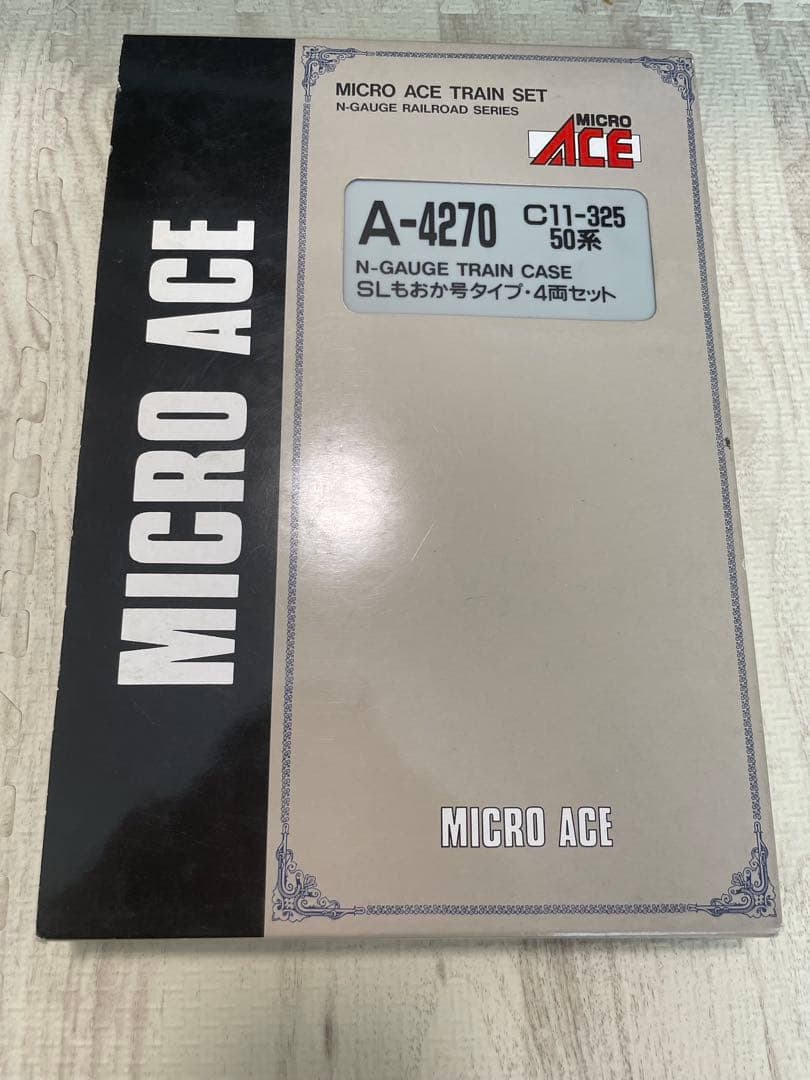 MICRO ACE
MICRO ACE TRAIN SET
N-GAUGE RAILROAD SERIES
MICRO
ACE
A-4270 C11-325
50系
N-GAUGE TRAIN CASE
SLもおか号タイプ・4両セット
MICRO ACE